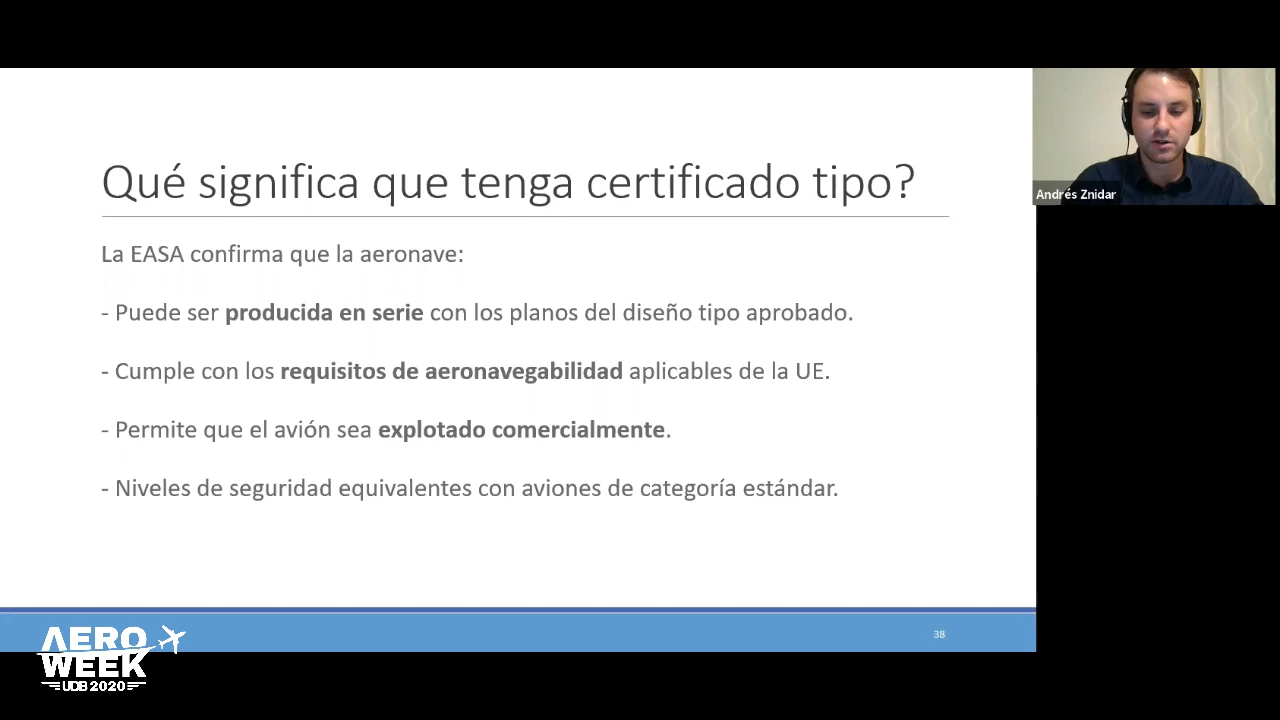 Qué significa que tenga certificado tipo?
La EASA confirma que la aeronave:
- Puede ser producida en serie con los planos del diseño tipo aprobado.
- Cumple con los requisitos de aeronavegabilidad aplicables de la UE.
- Permite que el avión sea explotado comercialmente.
- Niveles de seguridad equivalentes con aviones de categoría estándar.
38
Andrés Znidar
AERO
WEEK
UDB 2020